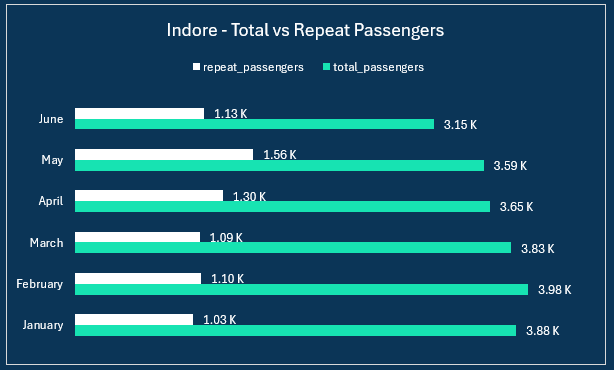 Indore - Total vs Repeat Passengers
repeat_passengers total_passengers
June 1.13 K
3.15 K
May 1.56 K
3.59 K
April 1.30 K
3.65 K
March 1.09 K
3.83 K
February 1.10 K
3.98 K
January 1.03 K
3.88 K